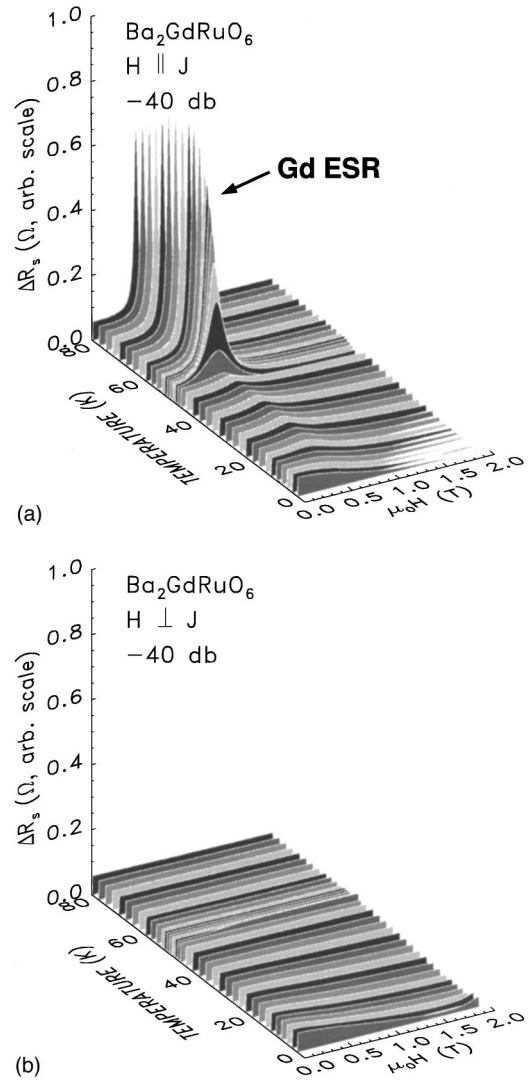 1.0
Ba₂GdRuO₆
0.8
H ∥ J
−40 db
0.6
Gd ESR
0.4
0.2
0.0
ΔRₛ (Ω, arb. scale)
80
60
40
20
0
TEMPERATURE (K)
0.0
0.5
1.0
1.5
2.0
μ₀H (T)
(a)
1.0
Ba₂GdRuO₆
0.8
H ⊥ J
−40 db
0.6
0.4
0.2
0.0
ΔRₛ (Ω, arb. scale)
80
60
40
20
0
TEMPERATURE (K)
0.0
0.5
1.0
1.5
2.0
μ₀H (T)
(b)